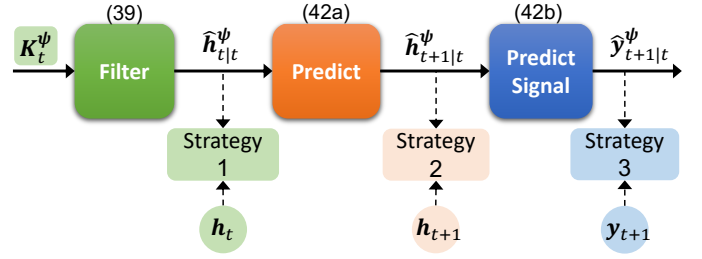 (39) (42a) (42b)
K_t^ψ Filter ĥ_{t|t}^ψ Predict ĥ_{t+1|t}^ψ Predict Signal ŷ_{t+1|t}^ψ
Strategy 1 Strategy 2 Strategy 3
h_t h_{t+1} y_{t+1}